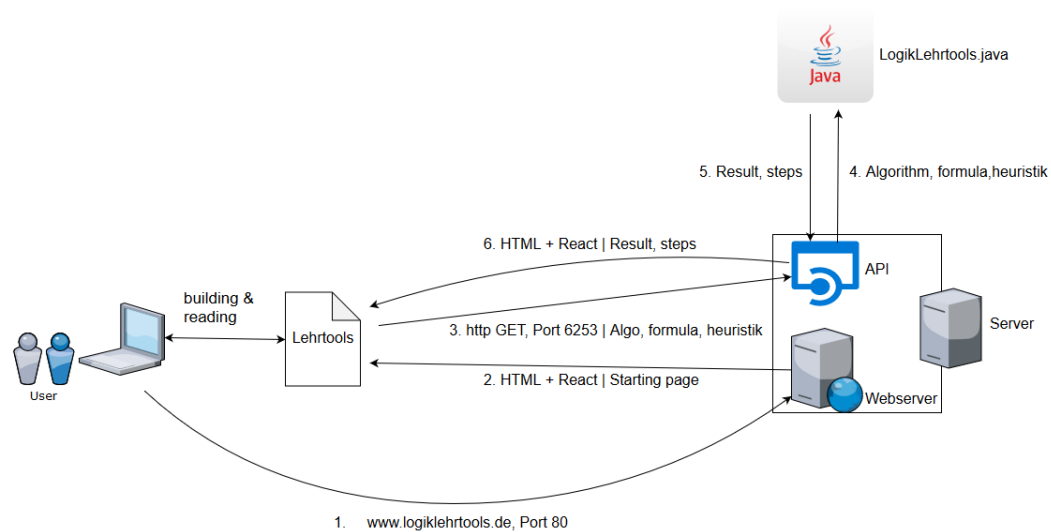 Java
LogikLehrtools.java
5. Result, steps
4. Algorithm, formula,heuristik
6. HTML + React | Result, steps
API
building &
reading
Lehrtools
3. http GET, Port 6253 | Algo, formula, heuristik
Server
2. HTML + React | Starting page
User
Webserver
1. www.logiklehrtools.de, Port 80